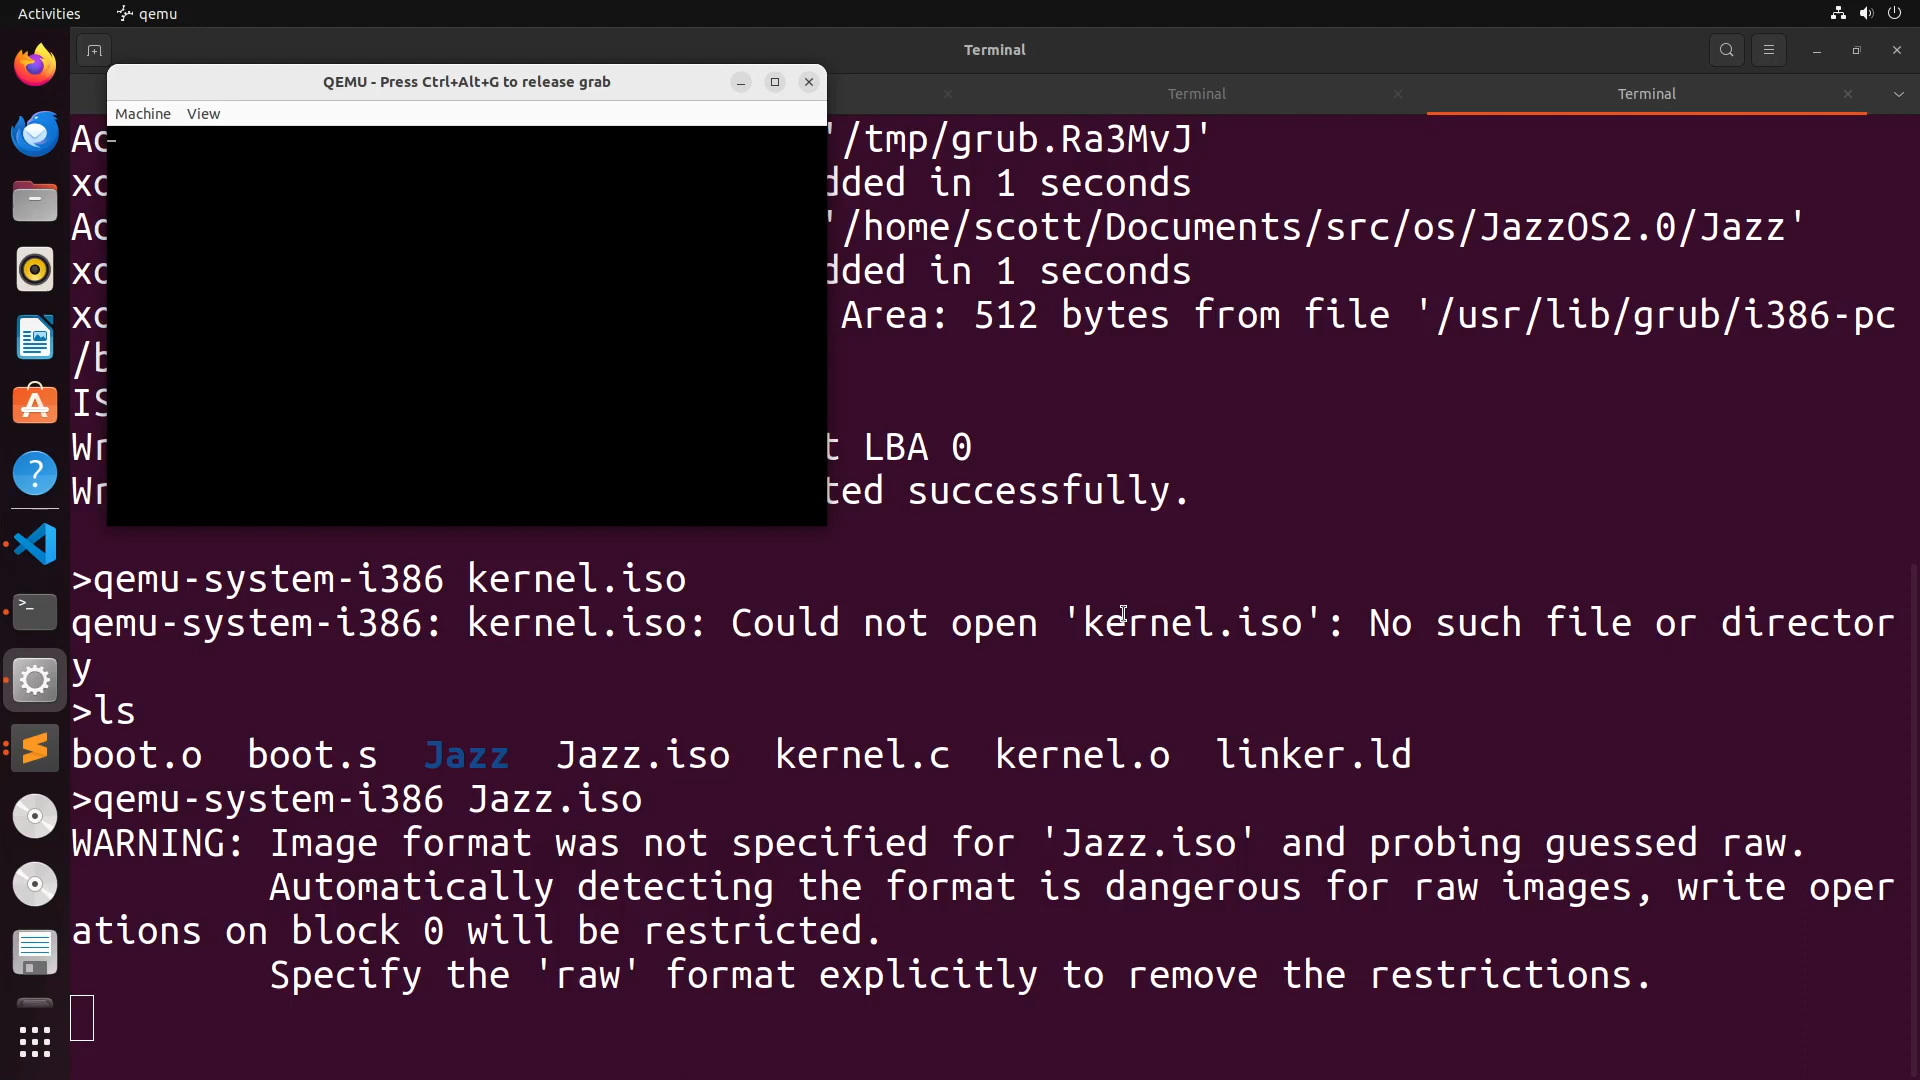 Activities qemu
Terminal
QEMU - Press Ctrl+Alt+G to release grab
Machine View
Terminal Terminal
'/tmp/grub.Ra3MvJ'
in 1 seconds
'/home/scott/Documents/src/os/JazzOS2.0/Jazz'
in 1 seconds
Area: 512 bytes from file '/usr/lib/grub/i386-pc
LBA 0
successfully.
>qemu-system-i386 kernel.iso
qemu-system-i386: kernel.iso: Could not open 'kernel.iso': No such file or director
y
>ls
boot.o boot.s Jazz Jazz.iso kernel.c kernel.o linker.ld
>qemu-system-i386 Jazz.iso
WARNING: Image format was not specified for 'Jazz.iso' and probing guessed raw.
Automatically detecting the format is dangerous for raw images, write oper
ations on block 0 will be restricted.
Specify the 'raw' format explicitly to remove the restrictions.